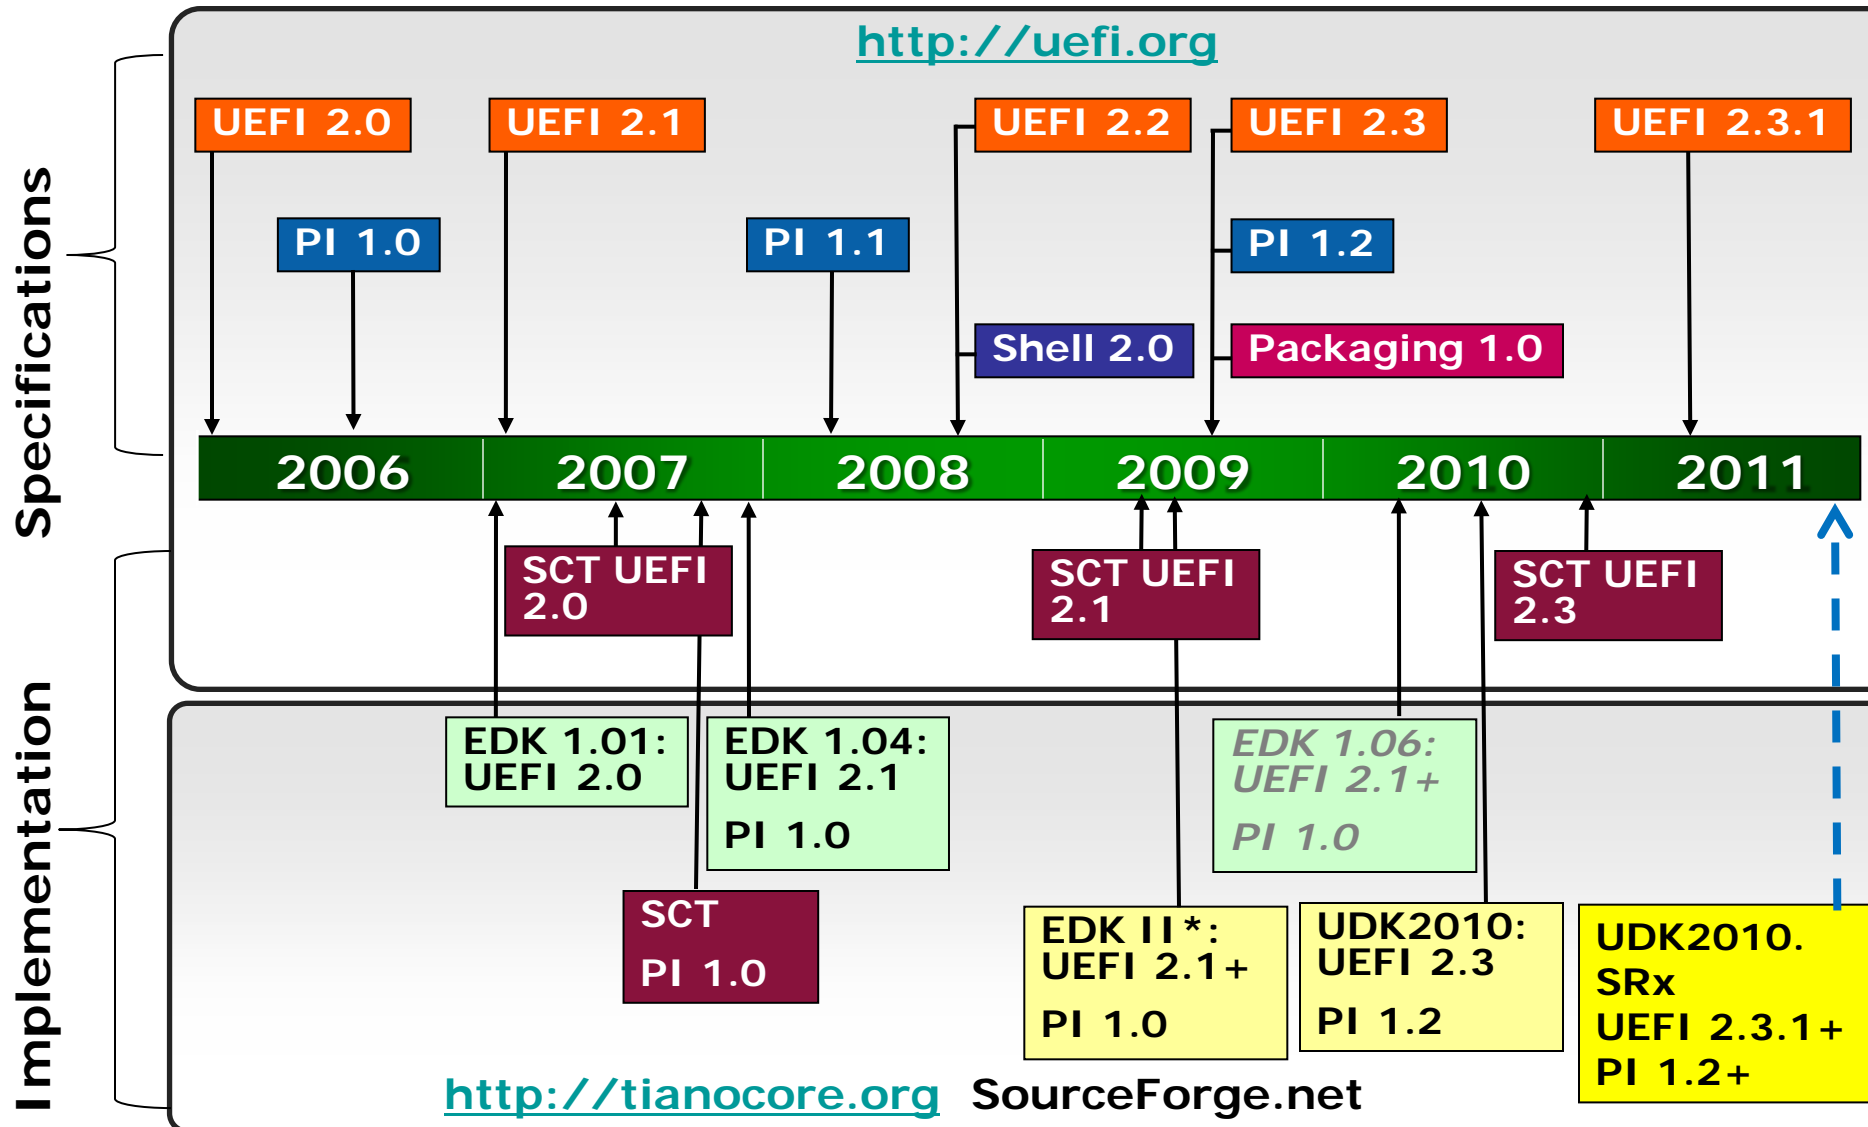 http://uefi.org
Specifications
UEFI 2.0
UEFI 2.1
UEFI 2.2
UEFI 2.3
UEFI 2.3.1
PI 1.0
PI 1.1
PI 1.2
Shell 2.0
Packaging 1.0
2006
2007
2008
2009
2010
2011
Implementation
SCT UEFI
2.0
SCT UEFI
2.1
SCT UEFI
2.3
EDK 1.01:
UEFI 2.0
EDK 1.04:
UEFI 2.1
PI 1.0
EDK 1.06:
UEFI 2.1+
PI 1.0
SCT
PI 1.0
EDK II*:
UEFI 2.1+
PI 1.0
UDK2010:
UEFI 2.3
PI 1.2
UDK2010.
SRx
UEFI 2.3.1+
PI 1.2+
http://tianocore.org SourceForge.net